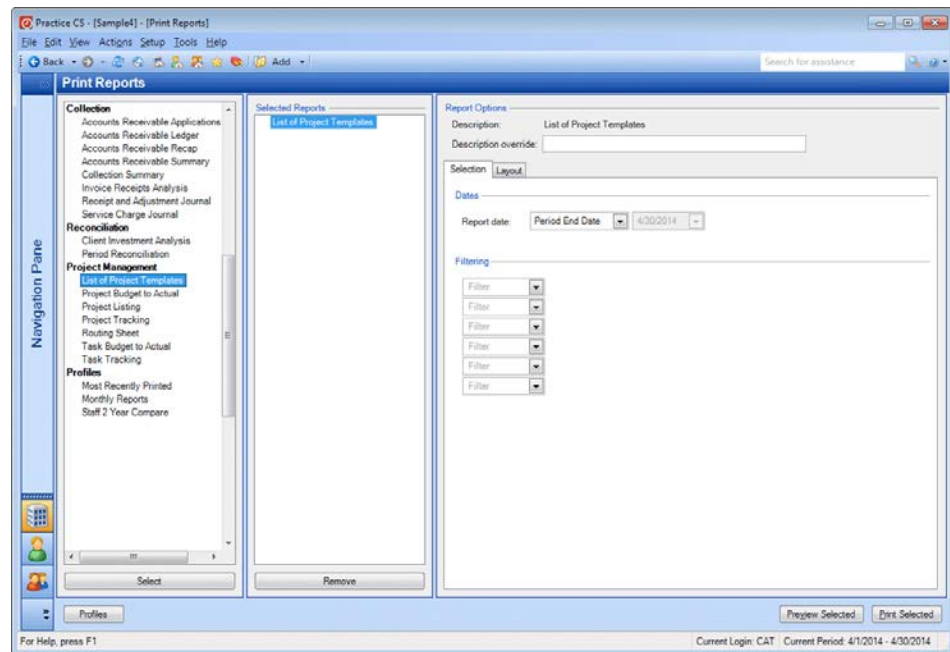 Practice CS - [Sample4] - [Print Reports]
File Edit View Actions Setup Tools Help
Back Add Search for assistance
Print Reports
Navigation Pane
Collection
Accounts Receivable Applications
Accounts Receivable Ledger
Accounts Receivable Recap
Accounts Receivable Summary
Collection Summary
Invoice Receipts Analysis
Receipt and Adjustment Journal
Service Charge Journal
Reconciliation
Client Investment Analysis
Period Reconciliation
Project Management
List of Project Templates
Project Budget to Actual
Project Listing
Project Tracking
Routing Sheet
Task Budget to Actual
Task Tracking
Profiles
Most Recently Printed
Monthly Reports
Staff 2 Year Compare
Select
Selected Reports
List of Project Templates
Remove
Report Options
Description: List of Project Templates
Description override:
Selection Layout
Dates
Report date: Period End Date 4/30/2014
Filtering
Filter
Filter
Filter
Filter
Filter
Filter
Profiles Preview Selected Print Selected
For Help, press F1 Current Login: CAT Current Period: 4/1/2014 - 4/30/2014